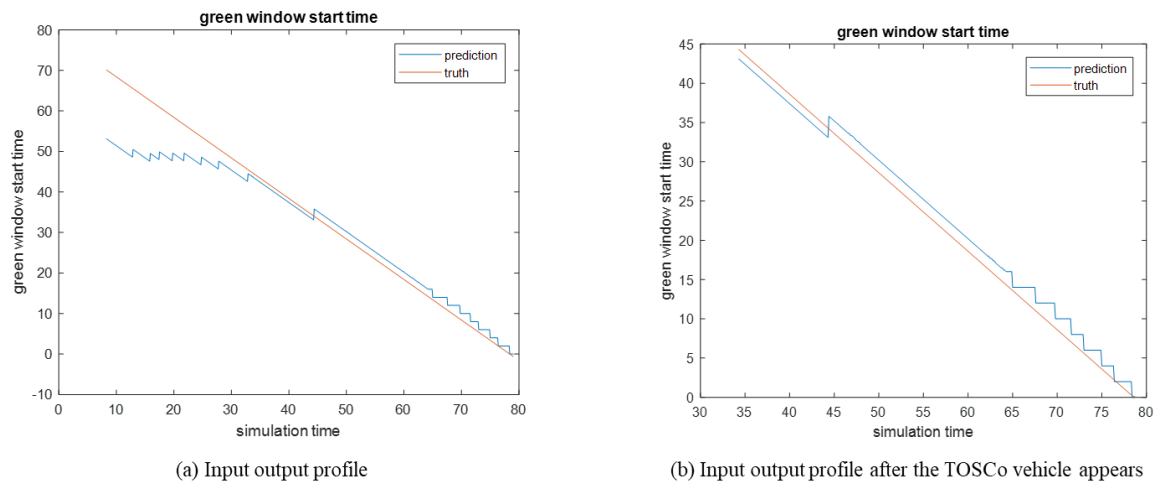 green window start time
80
70
60
50
40
30
20
10
0
-10
green window start time
prediction
truth
0 10 20 30 40 50 60 70 80
simulation time
(a) Input output profile
green window start time
45
40
35
30
25
20
15
10
5
0
green window start time
prediction
truth
30 35 40 45 50 55 60 65 70 75 80
simulation time
(b) Input output profile after the TOSCo vehicle appears